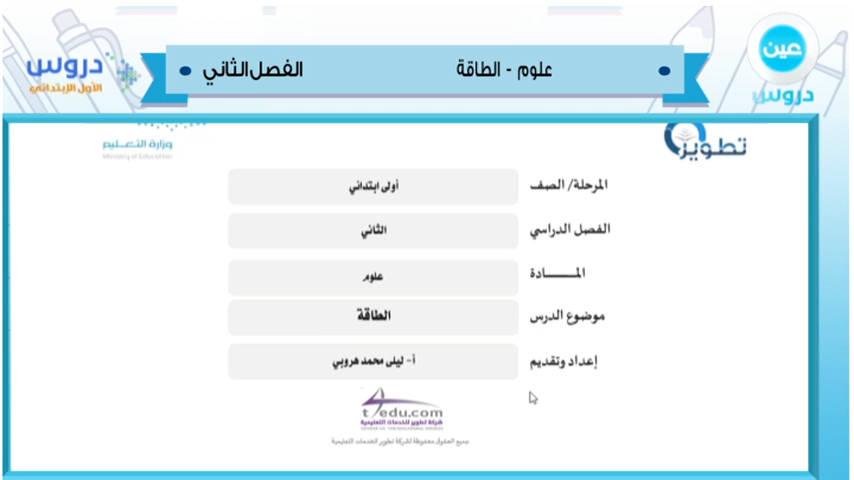 عين
دروس
علوم - الطاقة
الفصل الثاني
دروس
الأول الإبتدائي
تطوير
وزارة التعليم
Ministry of Education
المرحلة/ الصف
أولى ابتدائي
الفصل الدراسي
الثاني
المــــــادة
علوم
موضوع الدرس
الطاقة
إعداد وتقديم
أ- ليلى محمد هروبي
t4edu.com
شركة تطوير للخدمات التعليمية
جميع الحقوق محفوظة لشركة تطوير للخدمات التعليمية